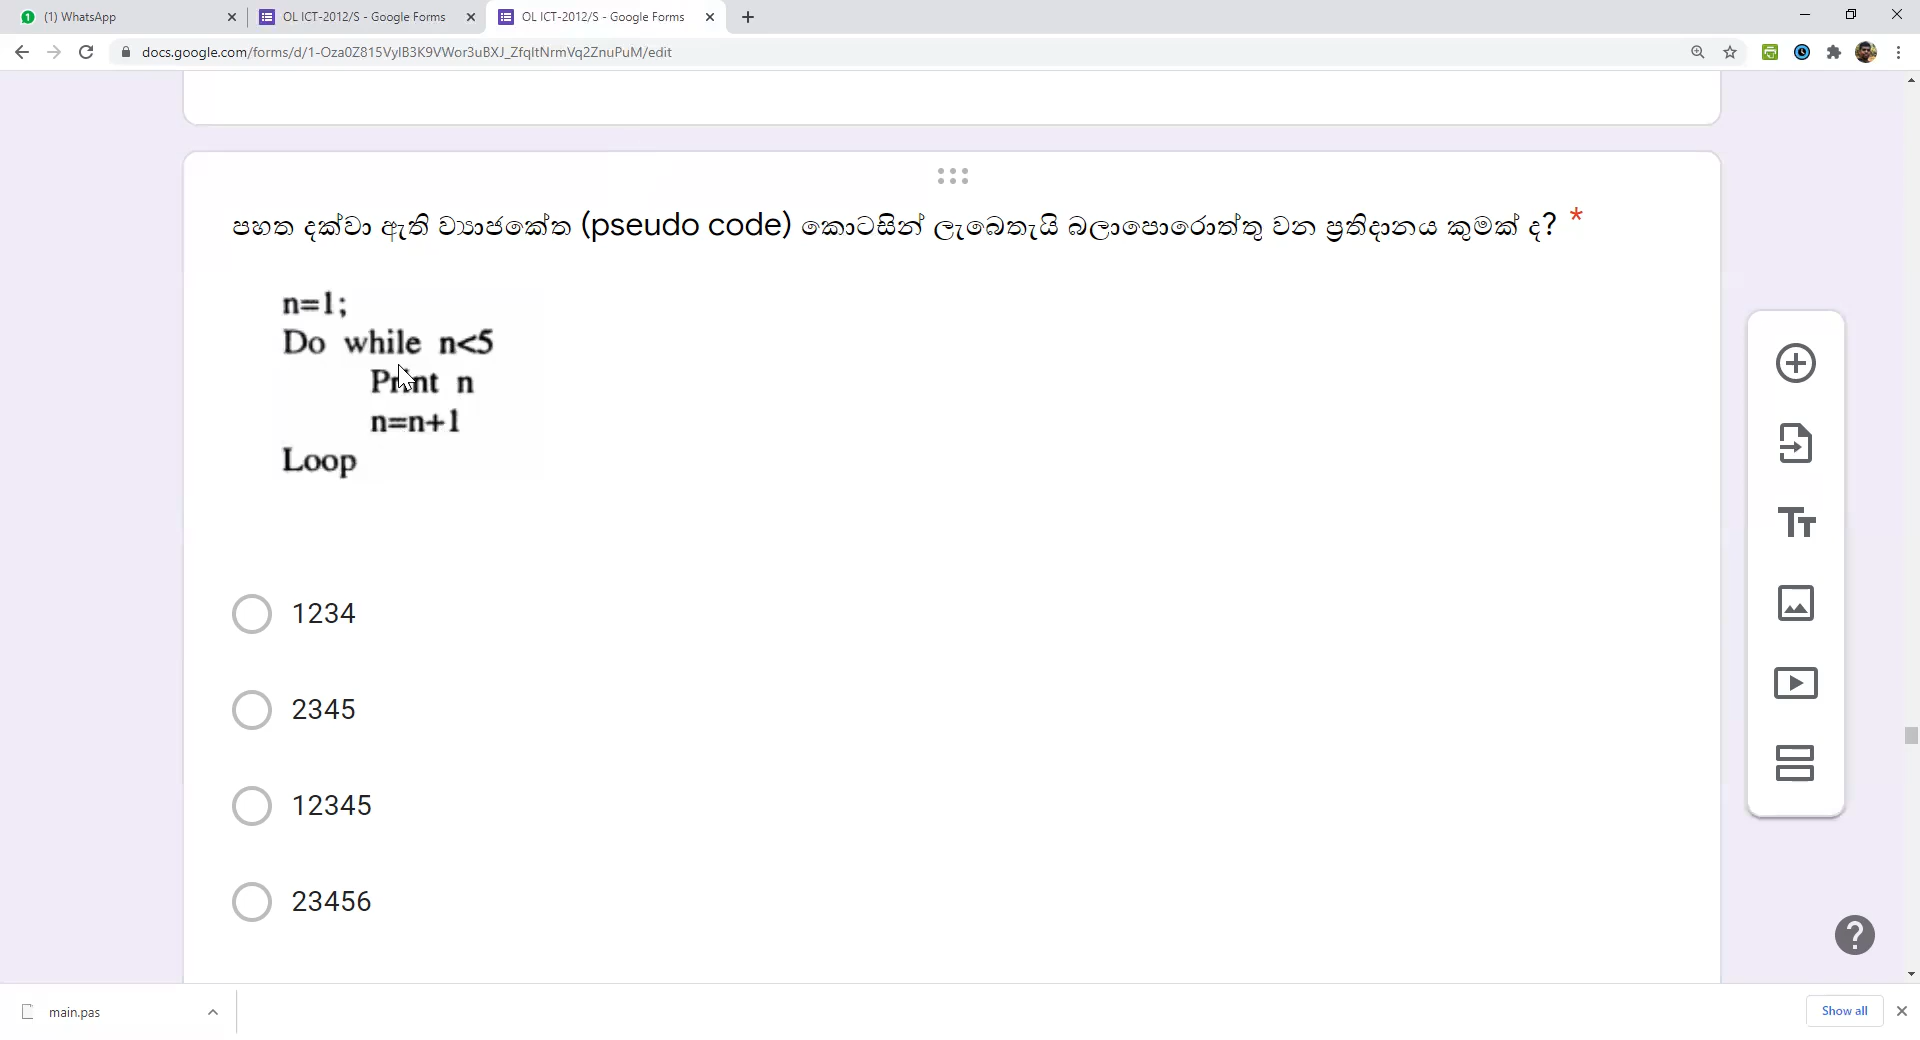 (1) WhatsApp
OL ICT-2012/S - Google Forms
OL ICT-2012/S - Google Forms
docs.google.com/forms/d/1-Oza0Z815VyIB3K9VWor3uBXJ_ZfqItNrmVq2ZnuPuM/edit
පහත දක්වා ඇති ව්‍යාජකේත (pseudo code) කොටසින් ලැබෙතැයි බලාපොරොත්තු වන ප්‍රතිදානය කුමක් ද? *
n=1;
Do while n<5
Print n
n=n+1
Loop
1234
2345
12345
23456
main.pas
Show all